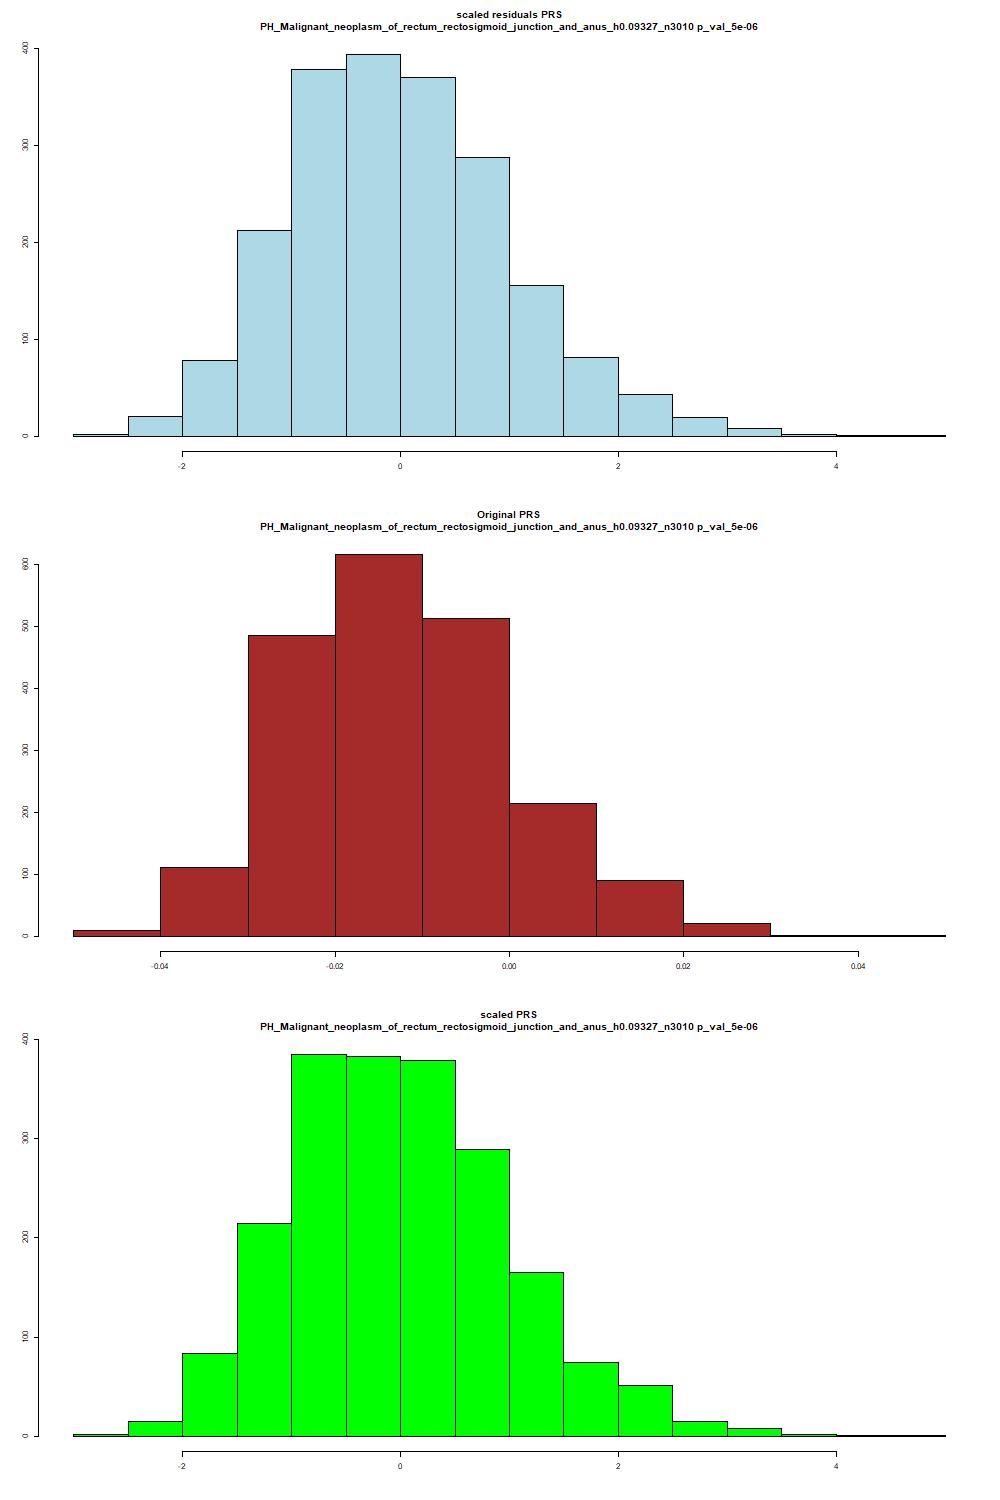 scaled residuals PRS
PH_Malignant_neoplasm_of_rectum_rectosigmoid_junction_and_anus_h0.09327_n3010 p_val_5e-06
400
300
200
100
0
-2 0 2 4
Original PRS
PH_Malignant_neoplasm_of_rectum_rectosigmoid_junction_and_anus_h0.09327_n3010 p_val_5e-06
600
500
400
300
200
100
0
-0.04 -0.02 0.00 0.02 0.04
scaled PRS
PH_Malignant_neoplasm_of_rectum_rectosigmoid_junction_and_anus_h0.09327_n3010 p_val_5e-06
400
300
200
100
0
-2 0 2 4